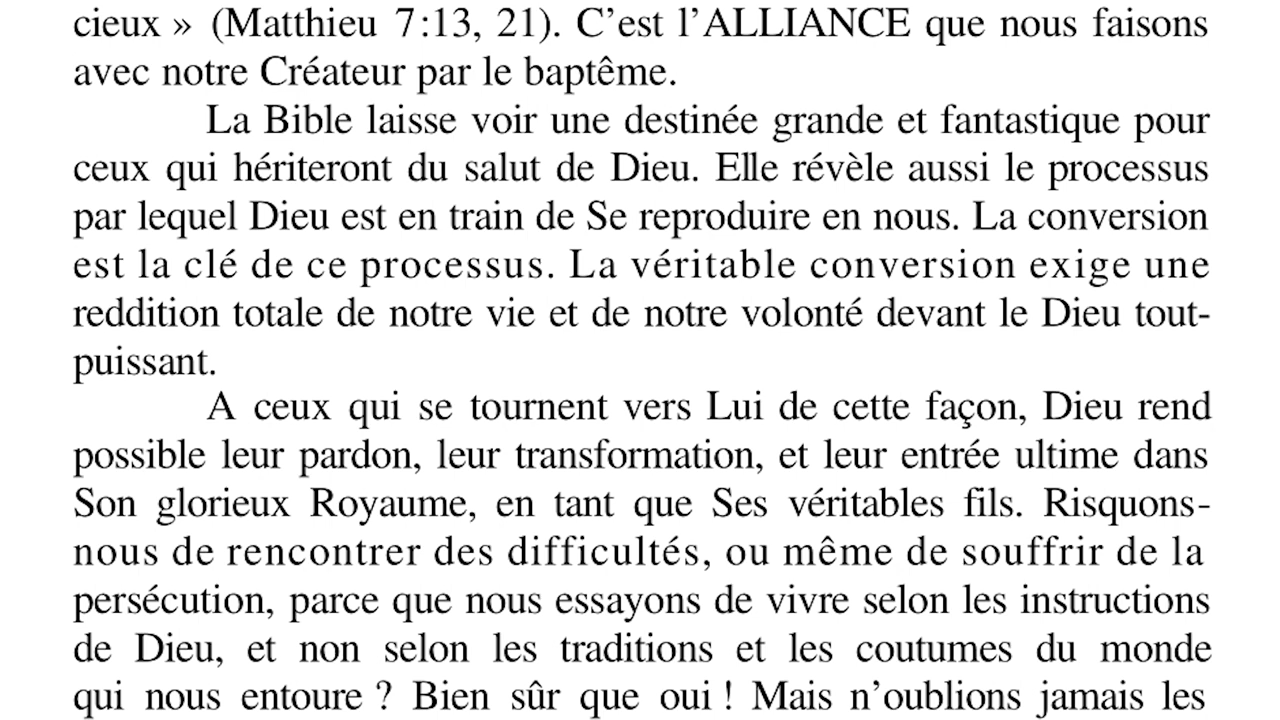 cieux » (Matthieu 7:13, 21). C’est l’ALLIANCE que nous faisons
avec notre Créateur par le baptême.
La Bible laisse voir une destinée grande et fantastique pour
ceux qui hériteront du salut de Dieu. Elle révèle aussi le processus
par lequel Dieu est en train de Se reproduire en nous. La conversion
est la clé de ce processus. La véritable conversion exige une
reddition totale de notre vie et de notre volonté devant le Dieu tout-
puissant.
A ceux qui se tournent vers Lui de cette façon, Dieu rend
possible leur pardon, leur transformation, et leur entrée ultime dans
Son glorieux Royaume, en tant que Ses véritables fils. Risquons-
nous de rencontrer des difficultés, ou même de souffrir de la
persécution, parce que nous essayons de vivre selon les instructions
de Dieu, et non selon les traditions et les coutumes du monde
qui nous entoure ? Bien sûr que oui ! Mais n’oublions jamais les